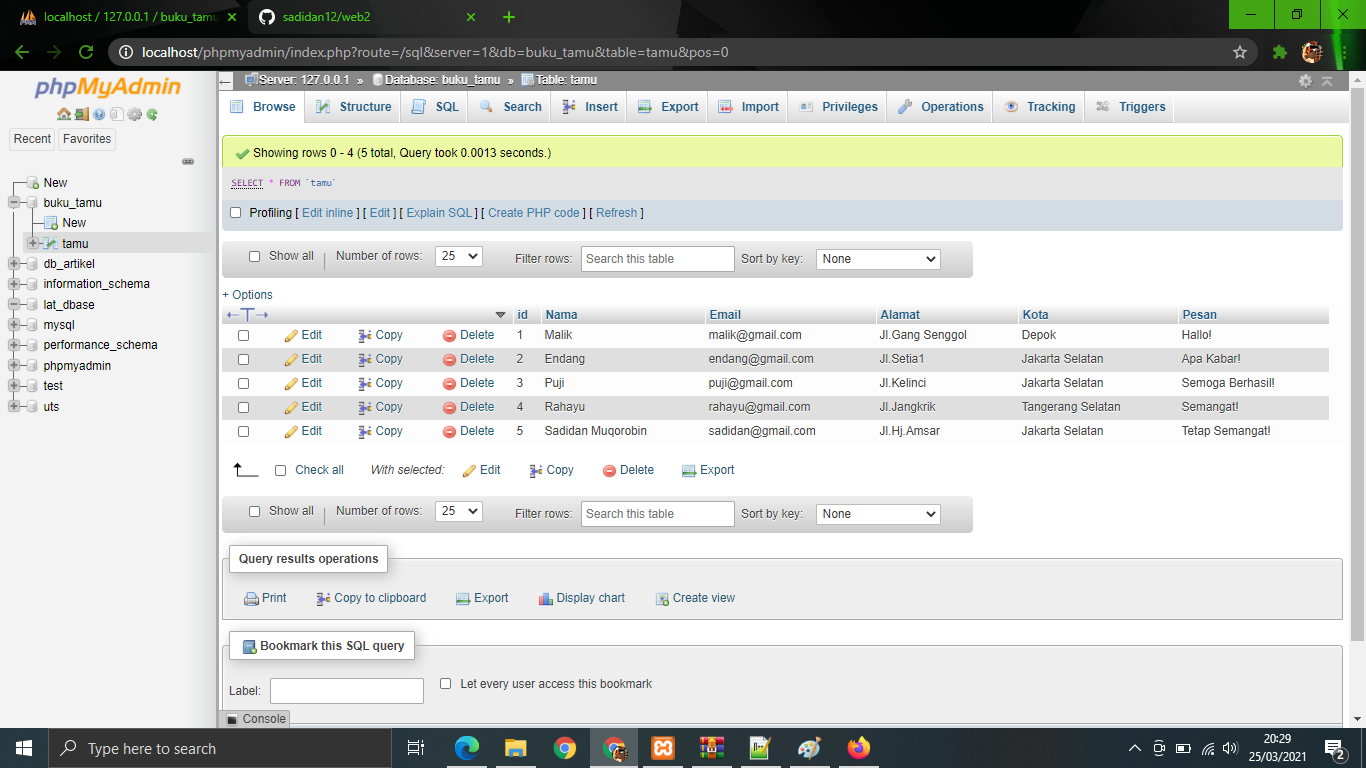 localhost / 127.0.0.1 / buku_tamu
sadidan12/web2
localhost/phpmyadmin/index.php?route=/sql&server=1&db=buku_tamu&table=tamu&pos=0
phpMyAdmin
Recent Favorites
New
buku_tamu
New
tamu
db_artikel
information_schema
lat_dbase
mysql
performance_schema
phpmyadmin
test
uts
Server: 127.0.0.1 » Database: buku_tamu » Table: tamu
Browse Structure SQL Search Insert Export Import Privileges Operations Tracking Triggers
Showing rows 0 - 4 (5 total, Query took 0.0013 seconds.)
SELECT * FROM `tamu`
Profiling [ Edit inline ] [ Edit ] [ Explain SQL ] [ Create PHP code ] [ Refresh ]
Show all Number of rows: 25 Filter rows: Search this table Sort by key: None
+ Options
←T→ id Nama Email Alamat Kota Pesan
Edit Copy Delete 1 Malik malik@gmail.com Jl.Gang Senggol Depok Hallo!
Edit Copy Delete 2 Endang endang@gmail.com Jl.Setia1 Jakarta Selatan Apa Kabar!
Edit Copy Delete 3 Puji puji@gmail.com Jl.Kelinci Jakarta Selatan Semoga Berhasil!
Edit Copy Delete 4 Rahayu rahayu@gmail.com Jl.Jangkrik Tangerang Selatan Semangat!
Edit Copy Delete 5 Sadidan Muqorobin sadidan@gmail.com Jl.Hj.Amsar Jakarta Selatan Tetap Semangat!
Check all With selected: Edit Copy Delete Export
Show all Number of rows: 25 Filter rows: Search this table Sort by key: None
Query results operations
Print Copy to clipboard Export Display chart Create view
Bookmark this SQL query
Label: Let every user access this bookmark
Console
Type here to search
20:29
25/03/2021
2